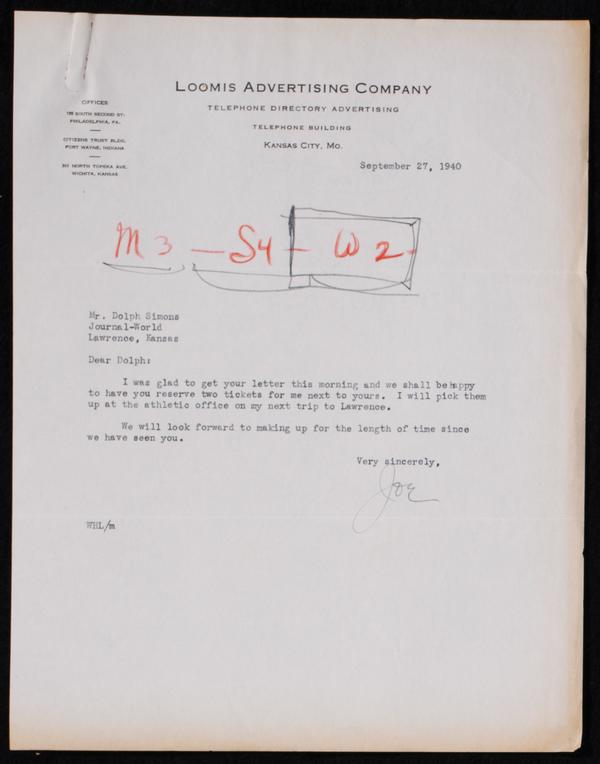 LOOMIS ADVERTISING COMPANY
TELEPHONE DIRECTORY ADVERTISING
TELEPHONE BUILDING
KANSAS CITY, MO.
OFFICES
SOUTH SECOND ST.
PHILADELPHIA, PA.
CITIZENS TRUST BLDG.
FORT WAYNE, INDIANA
NORTH TOPEKA AVE.
WICHITA, KANSAS
September 27, 1940
M 3 — S4 — W 2
Mr. Dolph Simons
Journal-World
Lawrence, Kansas
Dear Dolph:
I was glad to get your letter this morning and we shall be happy
to have you reserve two tickets for me next to yours. I will pick them
up at the athletic office on my next trip to Lawrence.
We will look forward to making up for the length of time since
we have seen you.
Very sincerely,
Joe
WHL/m